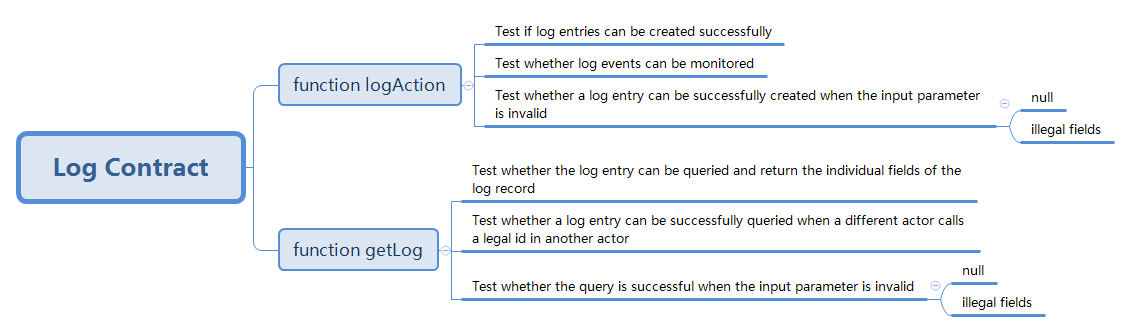 Log Contract
function logAction
Test if log entries can be created successfully
Test whether log events can be monitored
Test whether a log entry can be successfully created when the input parameter
is invalid
null
illegal fields
function getLog
Test whether the log entry can be queried and return the individual fields of the
log record
Test whether a log entry can be successfully queried when a different actor calls
a legal id in another actor
Test whether the query is successful when the input parameter is invalid
null
illegal fields